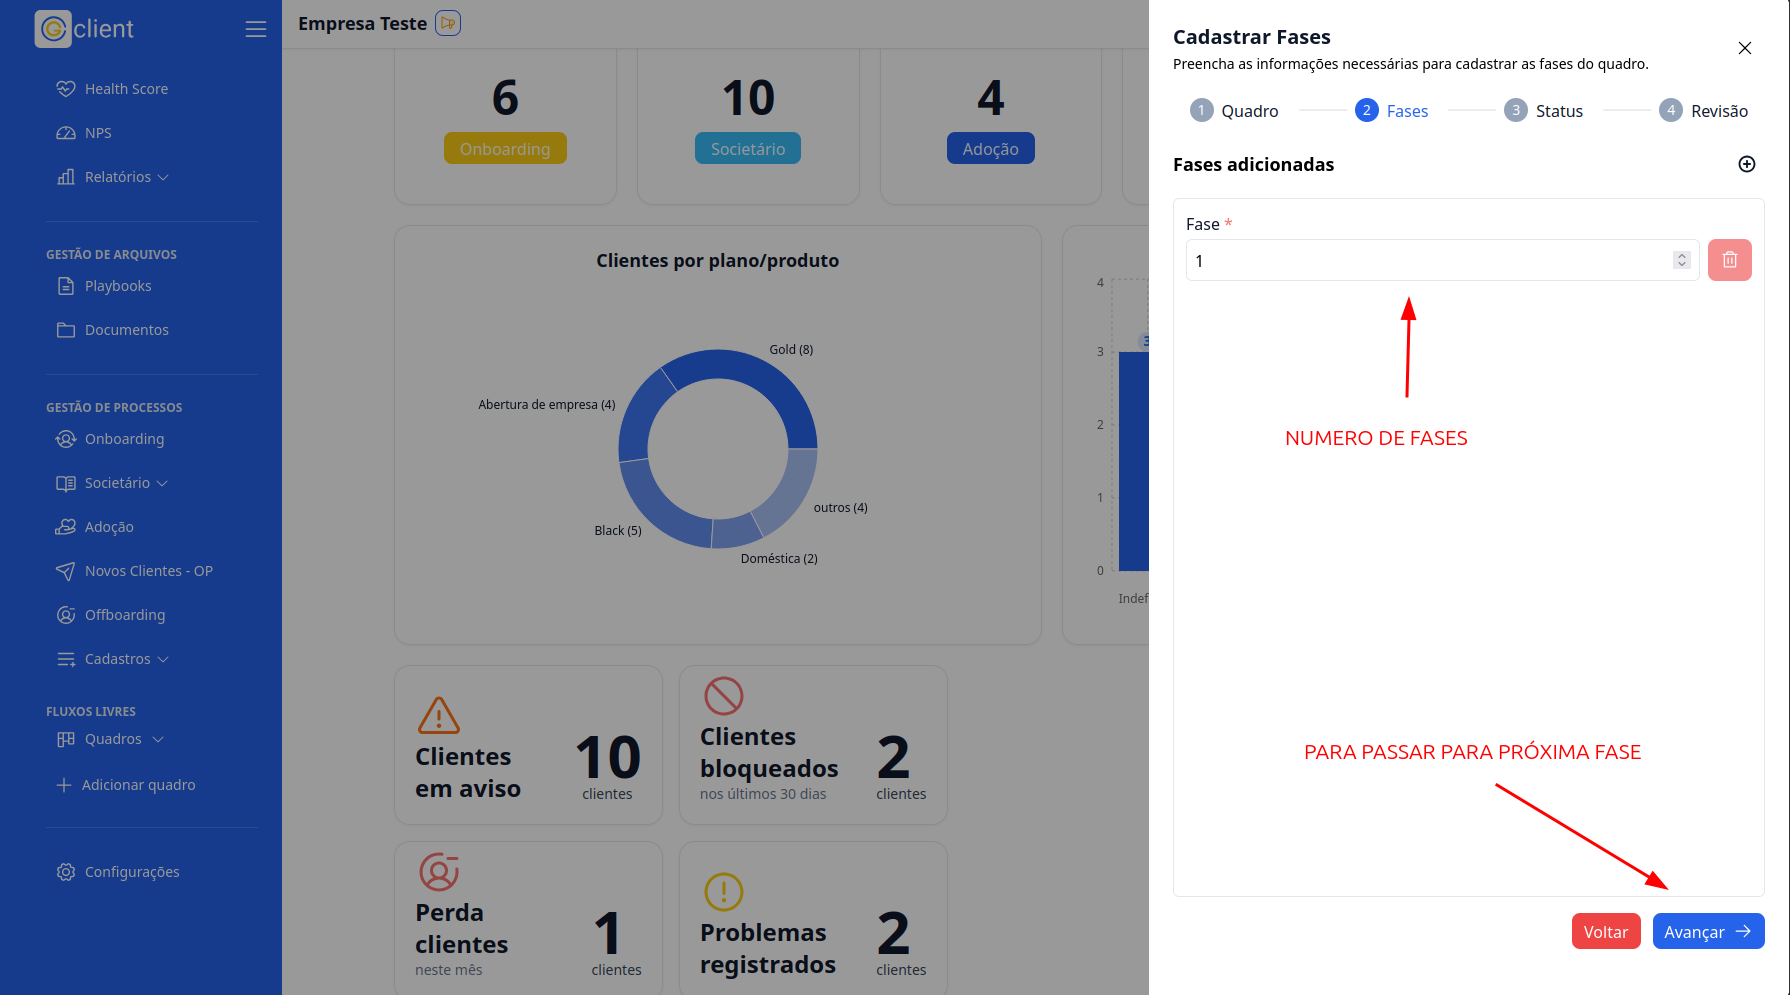 client
Health Score
NPS
Relatórios
GESTÃO DE ARQUIVOS
Playbooks
Documentos
GESTÃO DE PROCESSOS
Onboarding
Societário
Adoção
Novos Clientes - OP
Offboarding
Cadastros
FLUXOS LIVRES
Quadros
Adicionar quadro
Configurações
Empresa Teste
6
Onboarding
10
Societário
4
Adoção
Clientes por plano/produto
Gold (8)
Abertura de empresa (4)
outros (4)
Black (5)
Doméstica (2)
4
3
3
2
1
0
Indef
Clientes
em aviso
10
clientes
Clientes
bloqueados
nos últimos 30 dias
2
clientes
Perda
clientes
neste mês
1
clientes
Problemas
registrados
2
clientes
Cadastrar Fases
Preencha as informações necessárias para cadastrar as fases do quadro.
1 Quadro
2 Fases
3 Status
4 Revisão
Fases adicionadas
Fase *
1
NUMERO DE FASES
PARA PASSAR PARA PRÓXIMA FASE
Voltar
Avançar